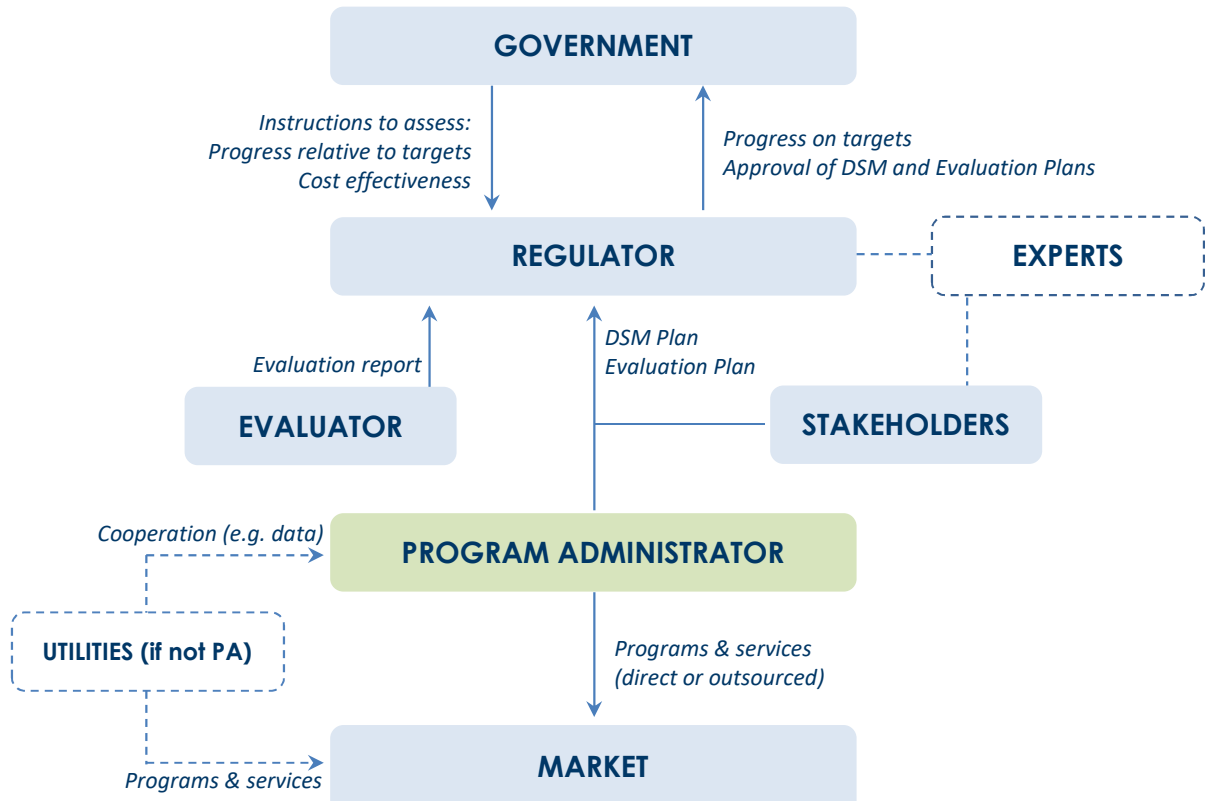 GOVERNMENT
Instructions to assess:
Progress relative to targets
Cost effectiveness
Progress on targets
Approval of DSM and Evaluation Plans
REGULATOR
EXPERTS
Evaluation report
DSM Plan
Evaluation Plan
EVALUATOR
STAKEHOLDERS
Cooperation (e.g. data)
PROGRAM ADMINISTRATOR
UTILITIES (if not PA)
Programs & services
(direct or outsourced)
Programs & services
MARKET